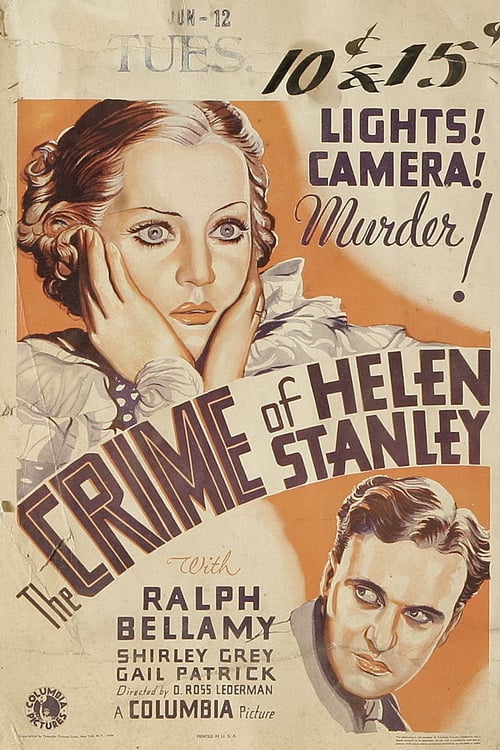 JUN-12
TUES.
10¢ & 15¢
LIGHTS!
CAMERA!
Murder!
The CRIME of HELEN
STANLEY
With
RALPH
BELLAMY
SHIRLEY GREY
GAIL PATRICK
Directed by D. ROSS LEDERMAN
A COLUMBIA Picture
COLUMBIA
PICTURES
PRINTED IN U.S.A.